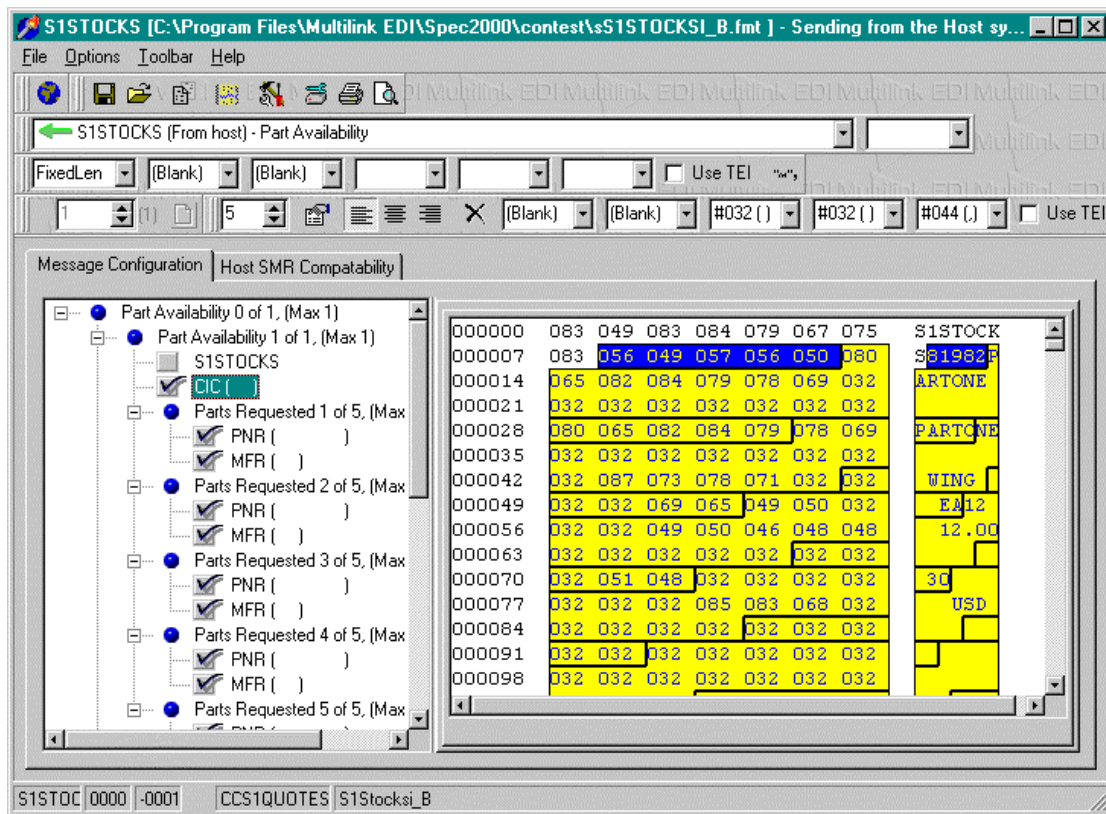 S1STOCKS [C:\Program Files\Multilink EDI\Spec2000\contest\sS1STOCKSI_B.fmt ] - Sending from the Host sy...
File Options Toolbar Help
S1STOCKS (From host) - Part Availability
FixedLen (Blank) (Blank) Use TEI
1 (1) 5 (Blank) (Blank) #032 ( ) #032 ( ) #044 (,) Use TEI
Message Configuration Host SMR Compatability
Part Availability 0 of 1, (Max 1)
Part Availability 1 of 1, (Max 1)
S1STOCKS
CIC ( )
Parts Requested 1 of 5, (Max
PNR ( )
MFR ( )
Parts Requested 2 of 5, (Max
PNR ( )
MFR ( )
Parts Requested 3 of 5, (Max
PNR ( )
MFR ( )
Parts Requested 4 of 5, (Max
PNR ( )
MFR ( )
Parts Requested 5 of 5, (Max
000000 083 049 083 084 079 067 075 S1STOCK
000007 083 056 049 057 056 050 080 S81982P
000014 065 082 084 079 078 069 032 ARTONE
000021 032 032 032 032 032 032 032
000028 080 065 082 084 079 078 069 PARTONE
000035 032 032 032 032 032 032 032
000042 032 087 073 078 071 032 032 WING
000049 032 032 069 065 049 050 032 EA12
000056 032 032 049 050 046 048 048 12.00
000063 032 032 032 032 032 032 032
000070 032 051 048 032 032 032 032 30
000077 032 032 032 085 083 068 032 USD
000084 032 032 032 032 032 032 032
000091 032 032 032 032 032 032 032
000098 032 032 032 032 032 032 032
S1STOC 0000 -0001 CCS1QUOTES S1Stocksi_B